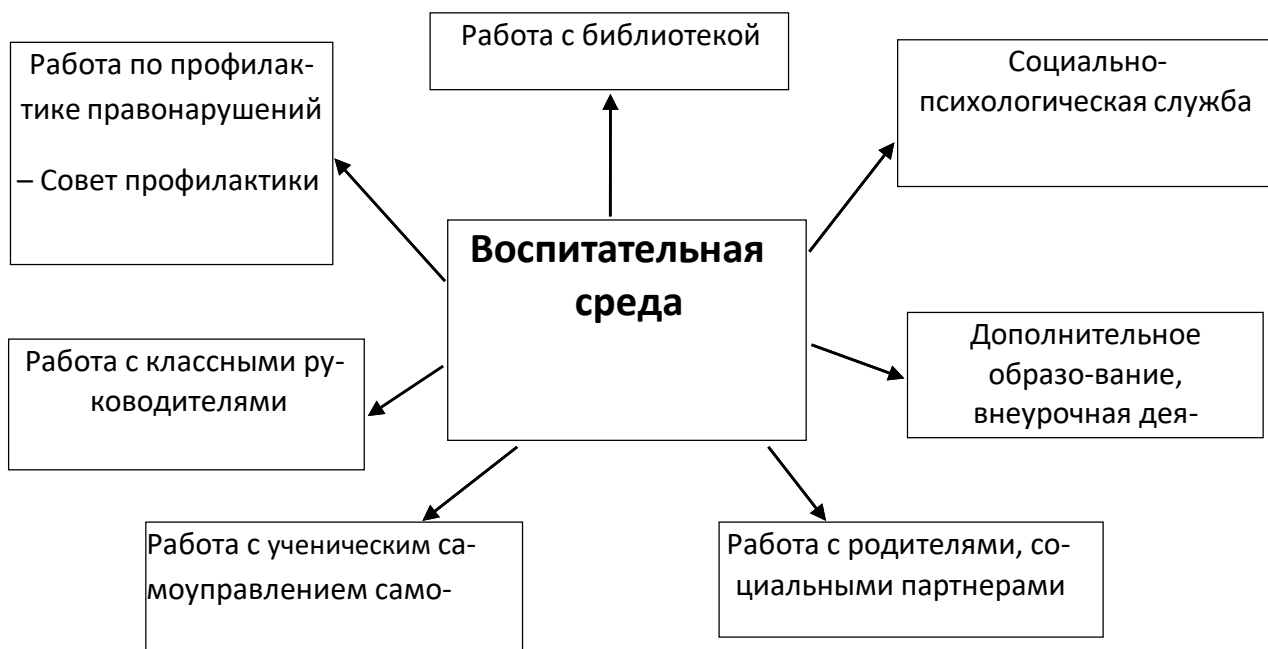 Работа с библиотекой
Работа по профилак-
тике правонарушений
– Совет профилактики
Социально-
психологическая служба
Воспитательная
среда
Работа с классными ру-
ководителями
Дополнительное
образо-вание,
внеурочная дея-
Работа с ученическим са-
моуправлением само-
Работа с родителями, со-
циальными партнерами